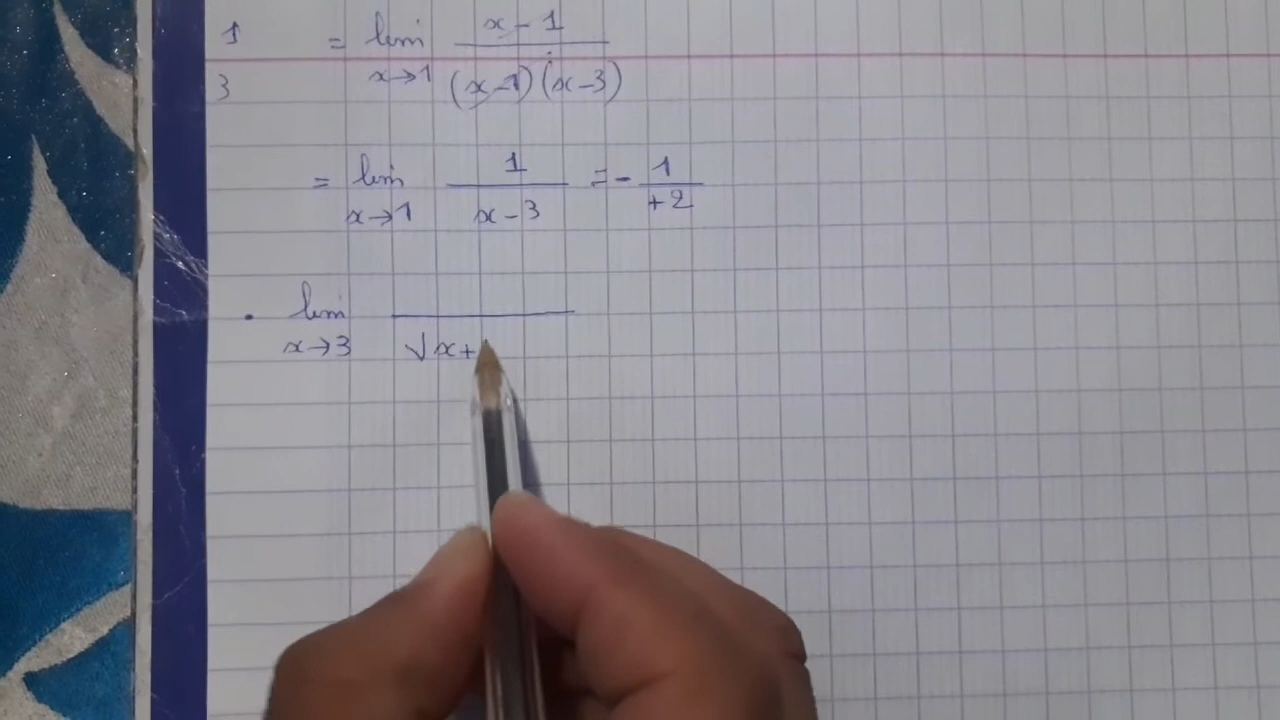 1 = lim x - 1
3 x→1 (x-1)(x-3)
= lim 1 = - 1
x→1 x-3 +2
. lim
x→3 √x+